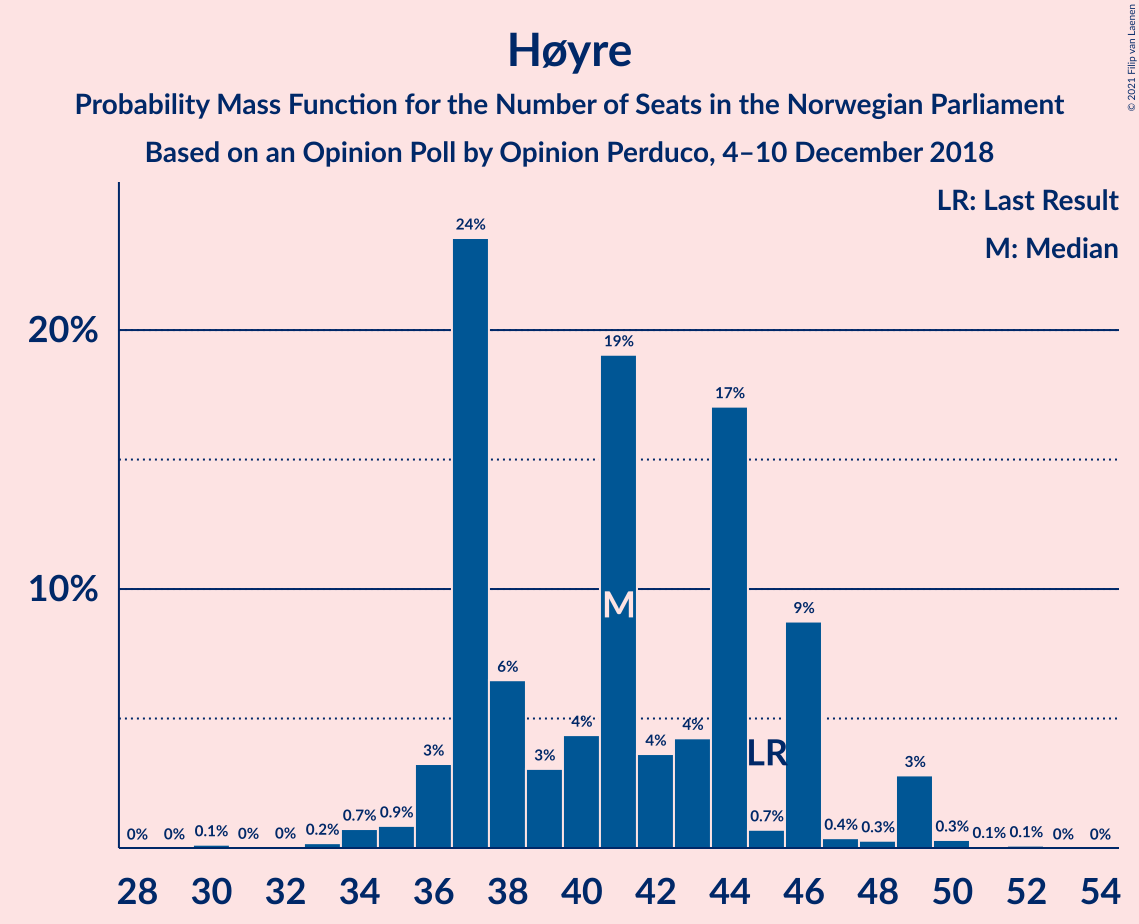 Høyre
Probability Mass Function for the Number of Seats in the Norwegian Parliament
Based on an Opinion Poll by Opinion Perduco, 4–10 December 2018
© 2021 Filip van Laenen
LR: Last Result
M: Median
20%
10%
0% 0% 0.1% 0% 0% 0.2% 0.7% 0.9% 3% 24% 6% 3% 4% 19% 4% 4% 17% 0.7% 9% 0.4% 0.3% 3% 0.3% 0.1% 0.1% 0% 0%
M
LR
28 30 32 34 36 38 40 42 44 46 48 50 52 54